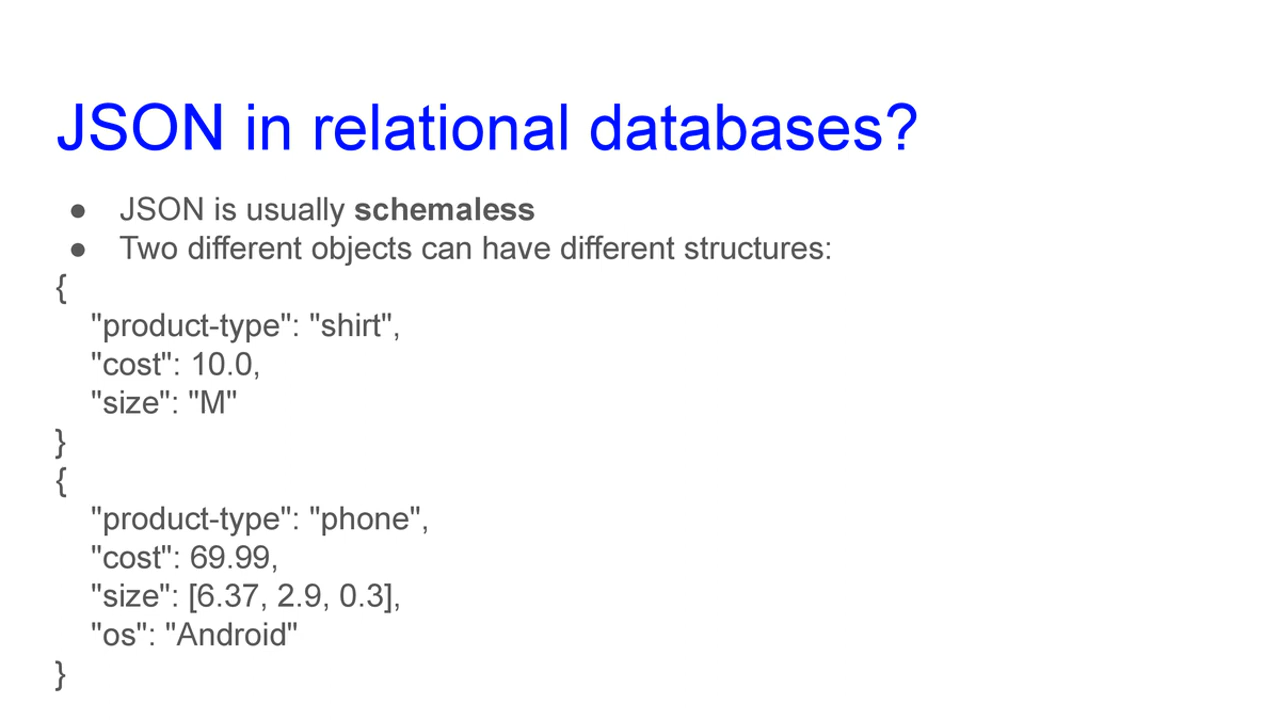 JSON in relational databases?
● JSON is usually schemaless
● Two different objects can have different structures:
{
"product-type": "shirt",
"cost": 10.0,
"size": "M"
}
{
"product-type": "phone",
"cost": 69.99,
"size": [6.37, 2.9, 0.3],
"os": "Android"
}